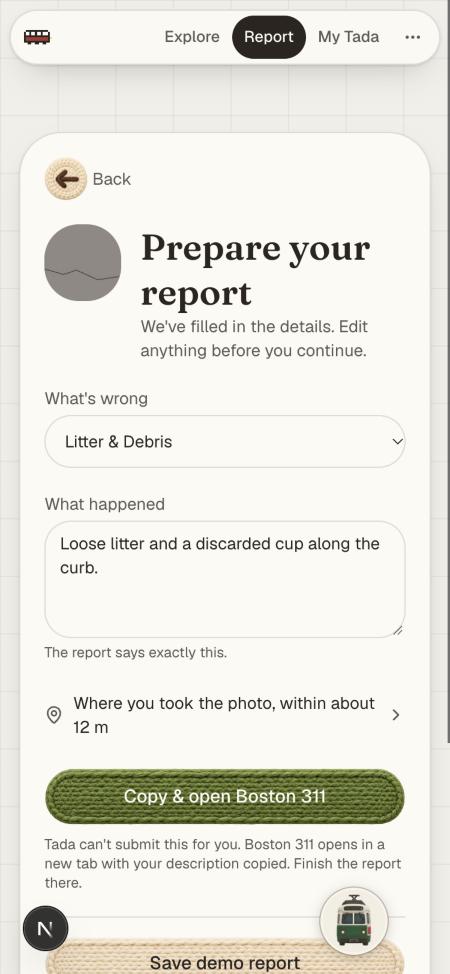 Explore Report My Tada
Back
Prepare your
report
We've filled in the details. Edit
anything before you continue.
What's wrong
Litter & Debris
What happened
Loose litter and a discarded cup along the
curb.
The report says exactly this.
Where you took the photo, within about
12 m
Copy & open Boston 311
Tada can't submit this for you. Boston 311 opens in a
new tab with your description copied. Finish the report
there.
N
Save demo report